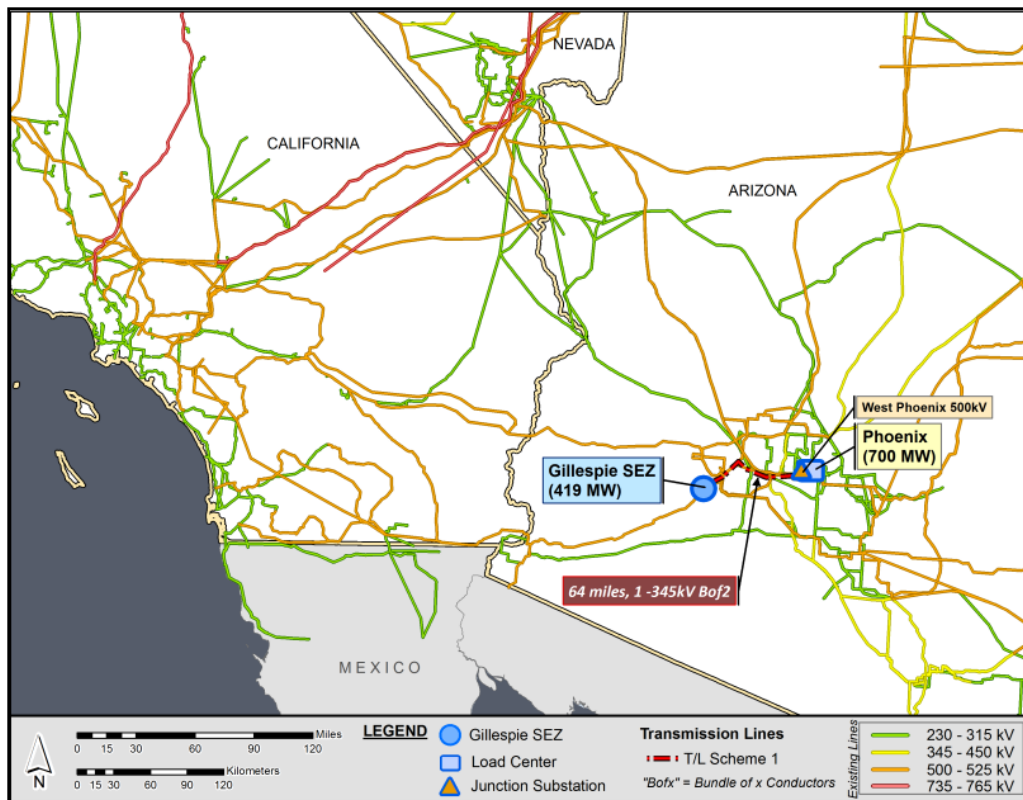 NEVADA
CALIFORNIA
ARIZONA
West Phoenix 500kV
Phoenix
(700 MW)
Gillespie SEZ
(419 MW)
64 miles, 1 -345kV Bof2
MEXICO
N
0 15 30 60 90 120 Miles
0 15 30 60 90 120 Kilometers
LEGEND
Gillespie SEZ
Load Center
Junction Substation
Transmission Lines
T/L Scheme 1
"Bofx" = Bundle of x Conductors
Existing Lines
230 - 315 kV
345 - 450 kV
500 - 525 kV
735 - 765 kV